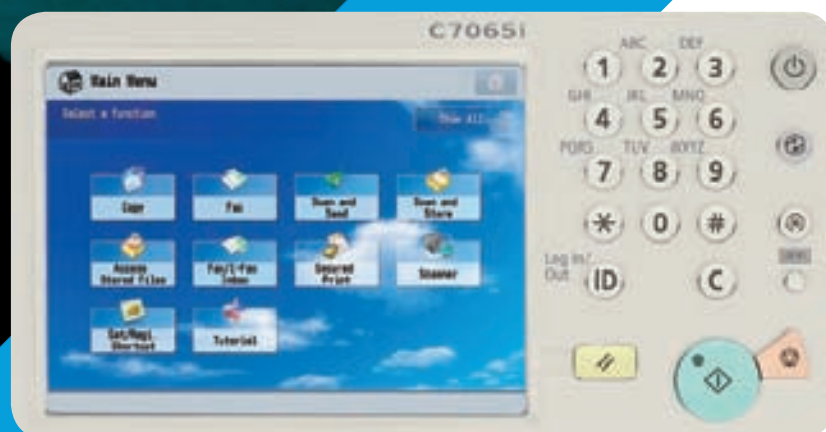 C7065i
Main Menu
Select a function
Show All
Copy
Fax
Scan and
Send
Scan and
Store
Access
Stored Files
Fax/I-Fax
Inbox
Secured
Print
Scanner
Set/Regi
Shortcut
Tutorial
ABC DEF
1 2 3
GHI JKL MNO
4 5 6
PQRS TUV WXYZ
7 8 9
* 0 #
Log In/
Out
ID C